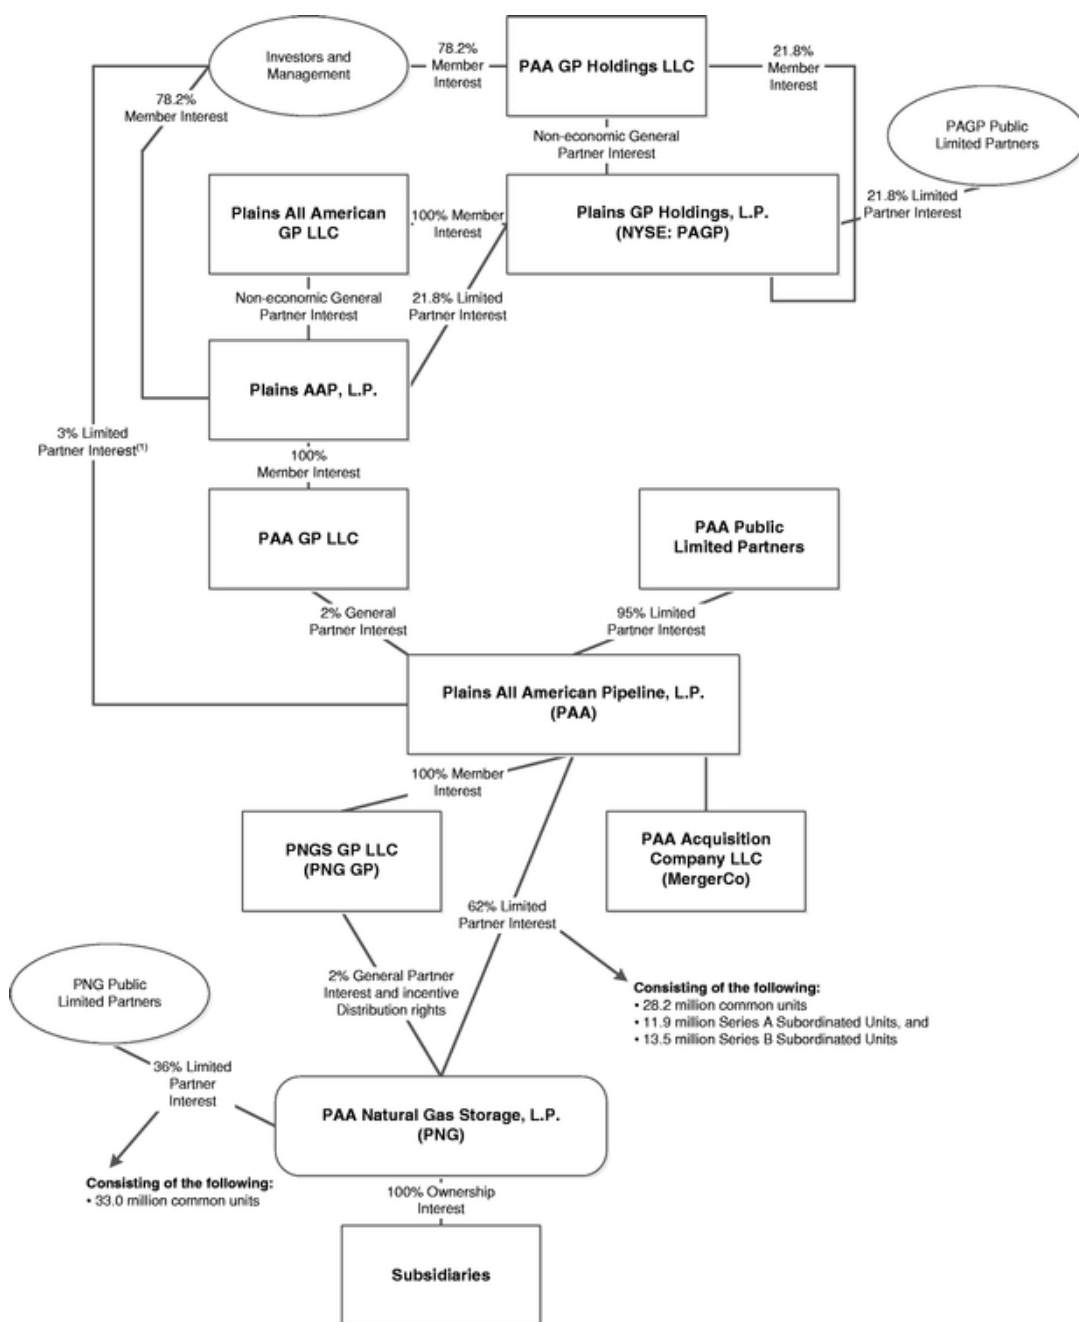 Investors and
Management
78.2%
Member
Interest
PAA GP Holdings LLC
21.8%
Member
Interest
78.2%
Member Interest
PAGP Public
Limited Partners
Non-economic General
Partner Interest
Plains All American
GP LLC
100% Member
Interest
Plains GP Holdings, L.P.
(NYSE: PAGP)
21.8% Limited
Partner Interest
Non-economic General
Partner Interest
21.8% Limited
Partner Interest
Plains AAP, L.P.
3% Limited
Partner Interest(1)
100%
Member Interest
PAA GP LLC
PAA Public
Limited Partners
2% General
Partner Interest
95% Limited
Partner Interest
Plains All American Pipeline, L.P.
(PAA)
100% Member
Interest
PNGS GP LLC
(PNG GP)
PAA Acquisition
Company LLC
(MergerCo)
62% Limited
Partner Interest
PNG Public
Limited Partners
2% General Partner
Interest and incentive
Distribution rights
Consisting of the following:
• 28.2 million common units
• 11.9 million Series A Subordinated Units, and
• 13.5 million Series B Subordinated Units
36% Limited
Partner
Interest
PAA Natural Gas Storage, L.P.
(PNG)
Consisting of the following:
• 33.0 million common units
100% Ownership
Interest
Subsidiaries